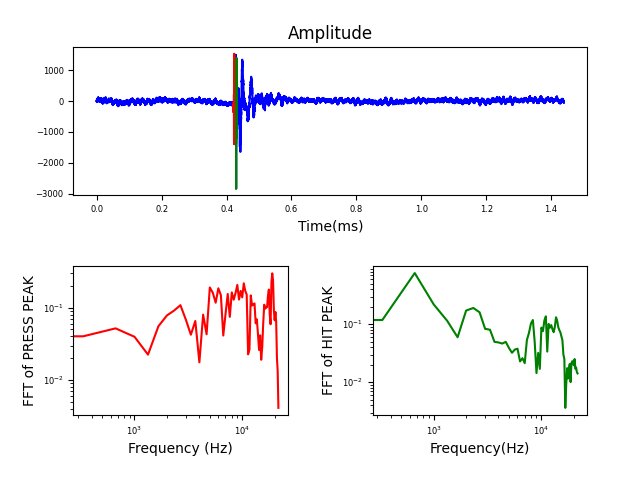 Amplitude
1000
0
−1000
−2000
−3000
0.0 0.2 0.4 0.6 0.8 1.0 1.2 1.4
Time(ms)
FFT of PRESS PEAK
10⁻¹
10⁻²
10³ 10⁴
Frequency (Hz)
FFT of HIT PEAK
10⁻¹
10⁻²
10³ 10⁴
Frequency(Hz)